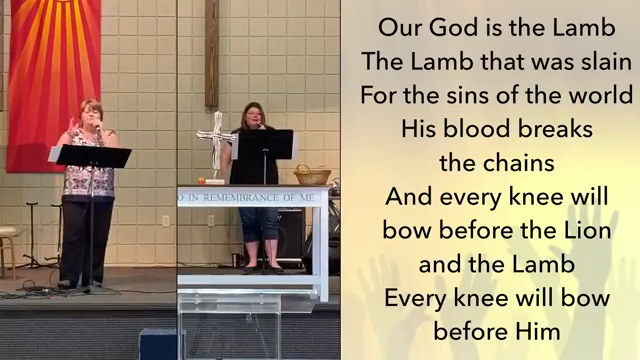 O IN REMEMBRANCE OF ME
Our God is the Lamb
The Lamb that was slain
For the sins of the world
His blood breaks
the chains
And every knee will
bow before the Lion
and the Lamb
Every knee will bow
before Him